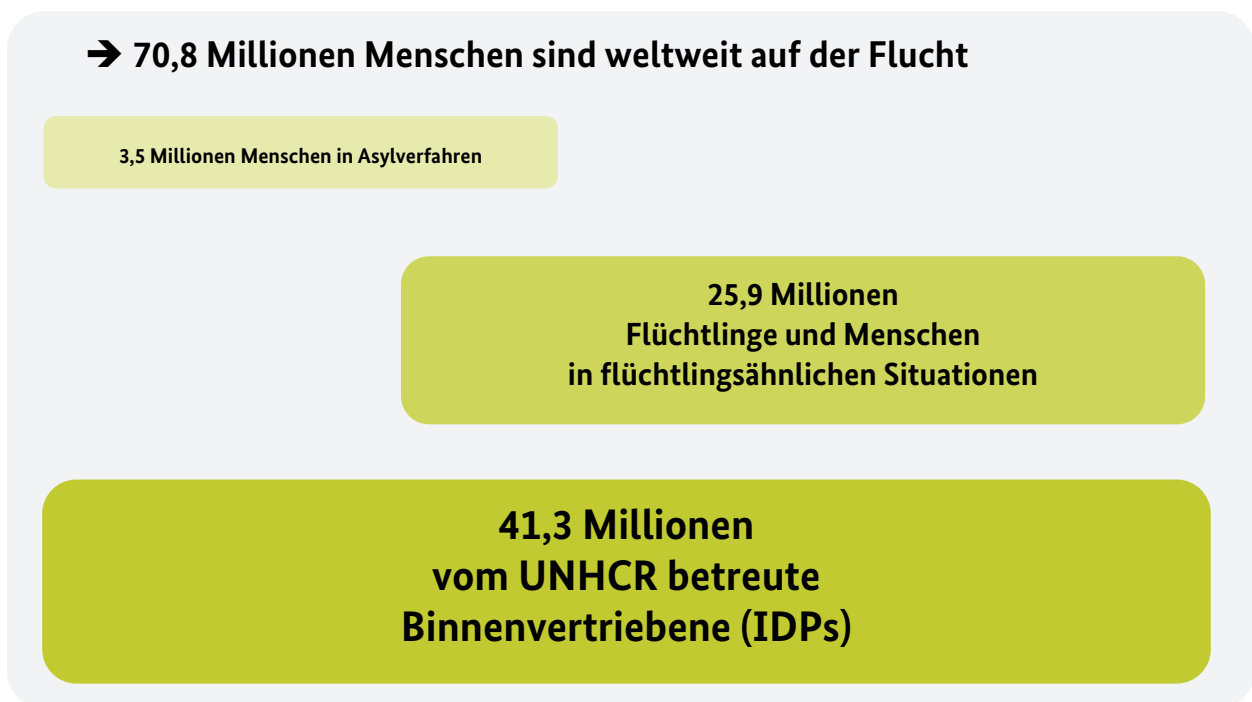 ➔ 70,8 Millionen Menschen sind weltweit auf der Flucht
3,5 Millionen Menschen in Asylverfahren
25,9 Millionen
Flüchtlinge und Menschen
in flüchtlingsähnlichen Situationen
41,3 Millionen
vom UNHCR betreute
Binnenvertriebene (IDPs)